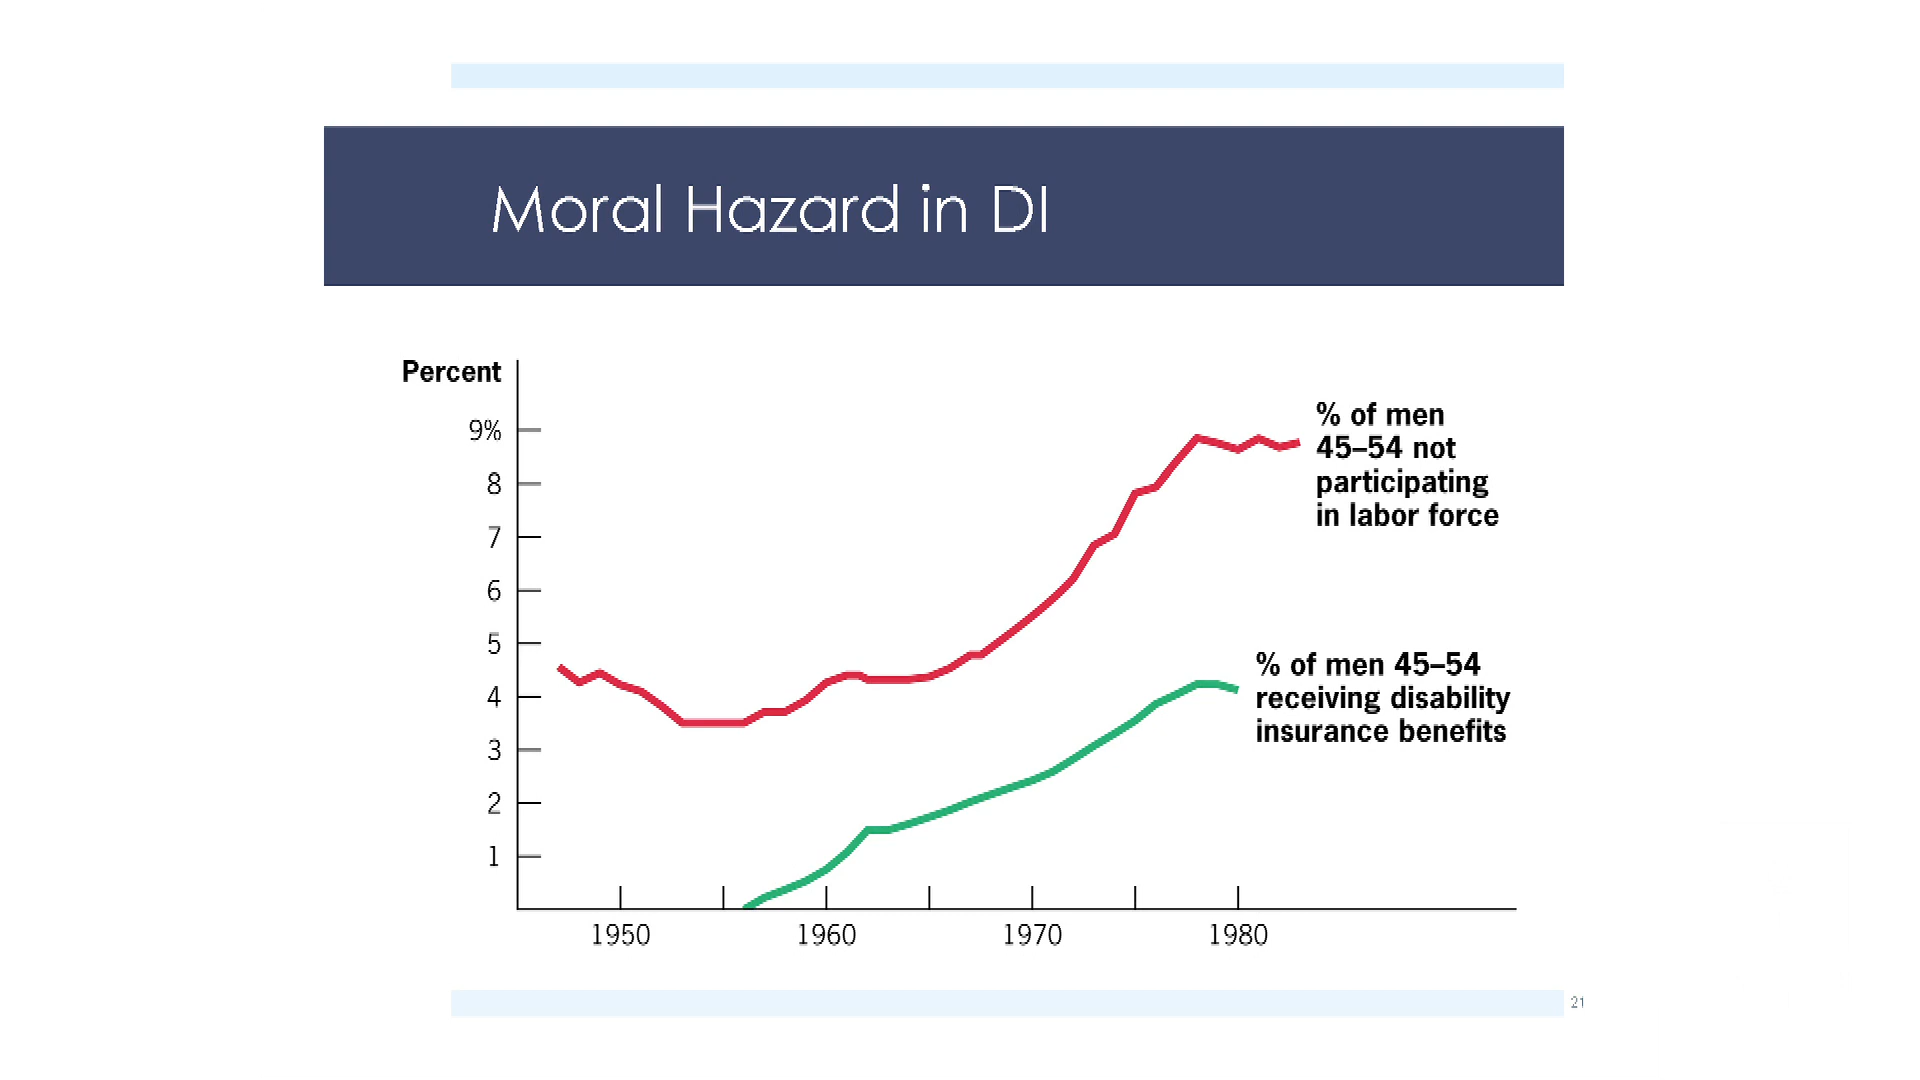 Moral Hazard in DI
Percent
9%
8
7
6
5
4
3
2
1
% of men
45–54 not
participating
in labor force
% of men 45–54
receiving disability
insurance benefits
1950
1960
1970
1980
21